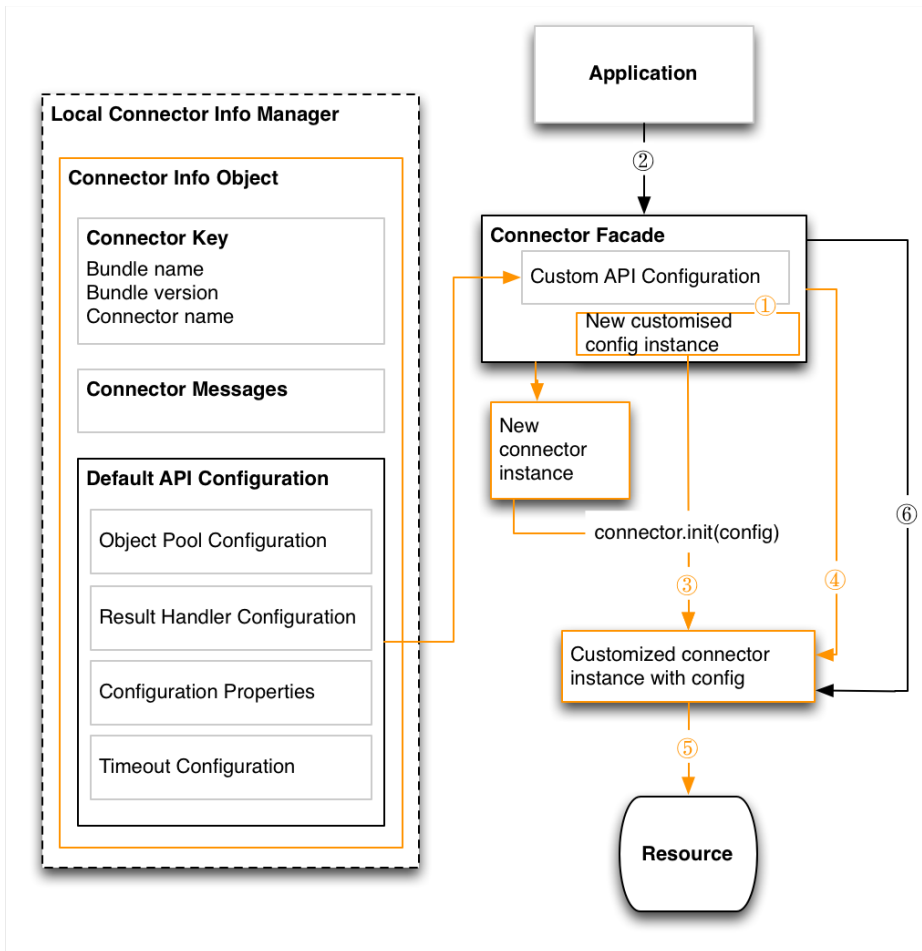 Application
Local Connector Info Manager
②
Connector Info Object
Connector Key
Bundle name
Bundle version
Connector name
Connector Messages
Default API Configuration
Object Pool Configuration
Result Handler Configuration
Configuration Properties
Timeout Configuration
Connector Facade
Custom API Configuration
①
New customised
config instance
New
connector
instance
connector.init(config)
⑥
③
④
Customized connector
instance with config
⑤
Resource